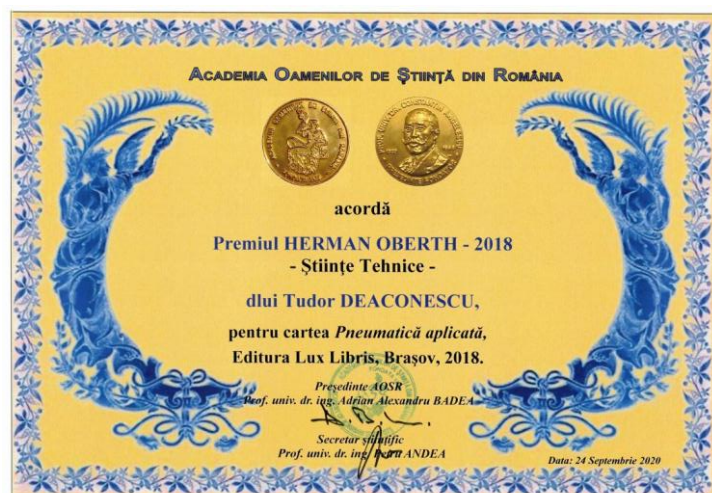 ACADEMIA OAMENILOR DE ȘTIINȚĂ DIN ROMÂNIA
acordă
Premiul HERMAN OBERTH - 2018
- Științe Tehnice -
dlui Tudor DEACONESCU,
pentru cartea Pneumatică aplicată,
Editura Lux Libris, Brașov, 2018.
Președinte AOSR
Prof. univ. dr. ing. Adrian Alexandru BADEA
Secretar științific
Prof. univ. dr. ing. ANDEA
Data: 24 Septembrie 2020